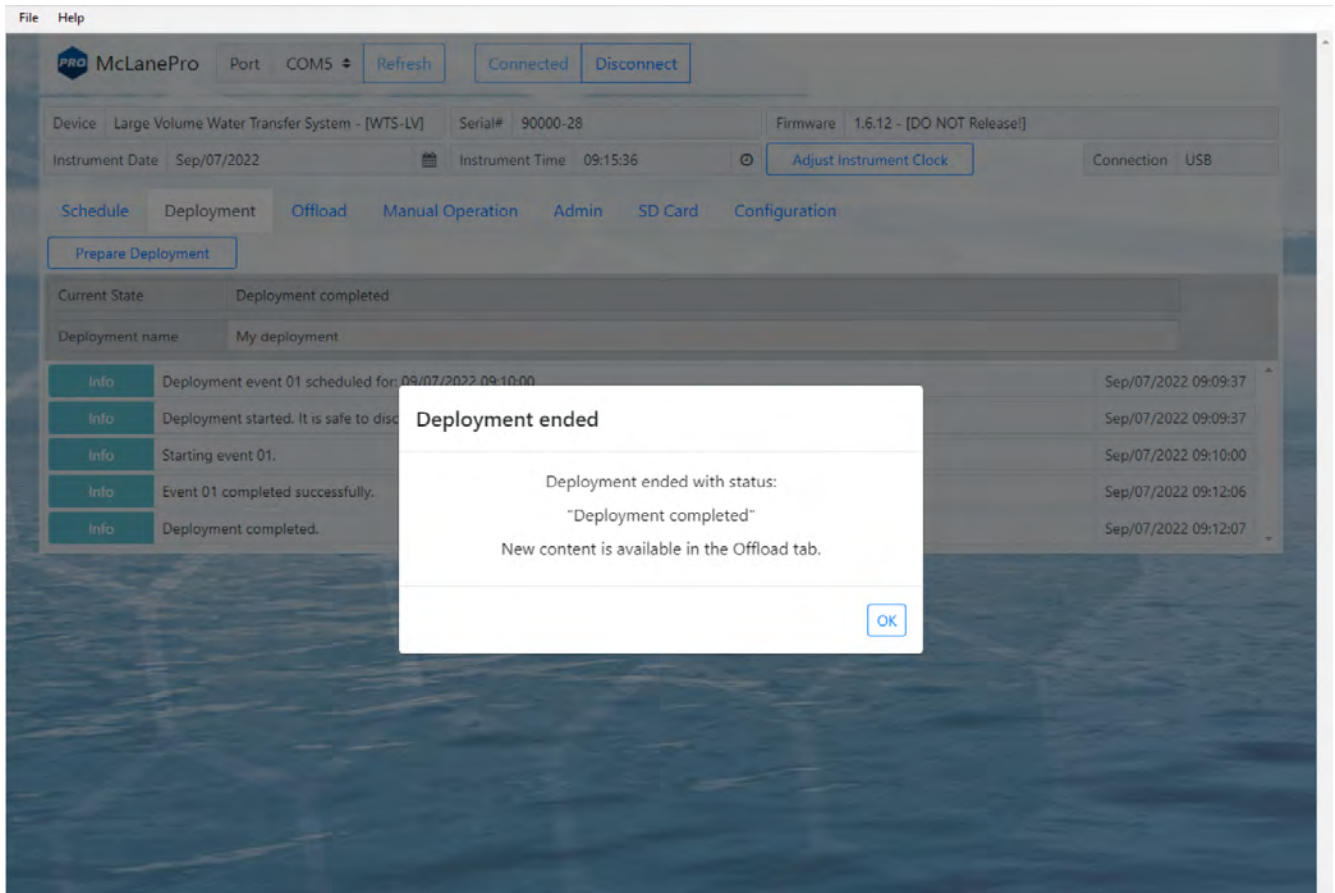 File Help
PRO McLanePro Port COM5 Refresh Connected Disconnect
Device Large Volume Water Transfer System - [WTS-LV] Serial# 90000-28 Firmware 1.6.12 - [DO NOT Release!]
Instrument Date Sep/07/2022 Instrument Time 09:15:36 Adjust Instrument Clock Connection USB
Schedule Deployment Offload Manual Operation Admin SD Card Configuration
Prepare Deployment
Current State Deployment completed
Deployment name My deployment
Info Deployment event 01 scheduled for: 09/07/2022 09:10:00 Sep/07/2022 09:09:37
Info Deployment started. It is safe to disc Sep/07/2022 09:09:37
Info Starting event 01. Sep/07/2022 09:10:00
Info Event 01 completed successfully. Sep/07/2022 09:12:06
Info Deployment completed. Sep/07/2022 09:12:07
Deployment ended
Deployment ended with status:
"Deployment completed"
New content is available in the Offload tab.
OK